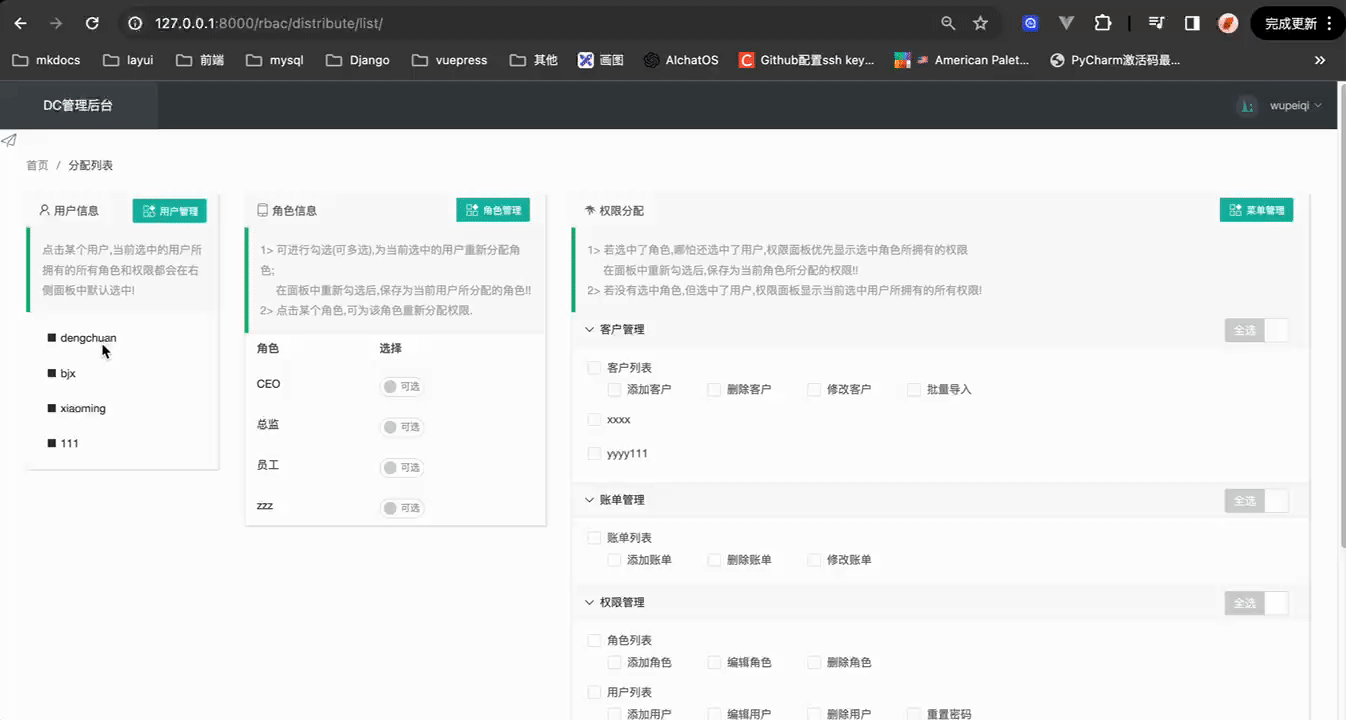 127.0.0.1:8000/rbac/distribute/list/
完成更新
mkdocs
layui
前端
mysql
Django
vuepress
其他
画图
AIchatOS
Github配置ssh key...
American Palet...
PyCharm激活码最...
DC管理后台
wupeiqi
首页 / 分配列表
用户信息
用户管理
点击某个用户,当前选中的用户所
拥有的所有角色和权限都会在右
侧面板中默认选中!
dengchuan
bjx
xiaoming
111
角色信息
角色管理
1> 可进行勾选(可多选),为当前选中的用户重新分配角
色;
在面板中重新勾选后,保存为当前用户所分配的角色!!
2> 点击某个角色,可为该角色重新分配权限.
角色 选择
CEO 可选
总监 可选
员工 可选
zzz 可选
权限分配
菜单管理
1> 若选中了角色,哪怕还选中了用户,权限面板优先显示选中角色所拥有的权限
在面板中重新勾选后,保存为当前角色所分配的权限!!
2> 若没有选中角色,但选中了用户,权限面板显示当前选中用户所拥有的所有权限!
客户管理 全选
客户列表
添加客户 删除客户 修改客户 批量导入
xxxx
yyyy111
账单管理 全选
账单列表
添加账单 删除账单 修改账单
权限管理 全选
角色列表
添加角色 编辑角色 删除角色
用户列表
添加用户 编辑用户 删除用户 重置密码